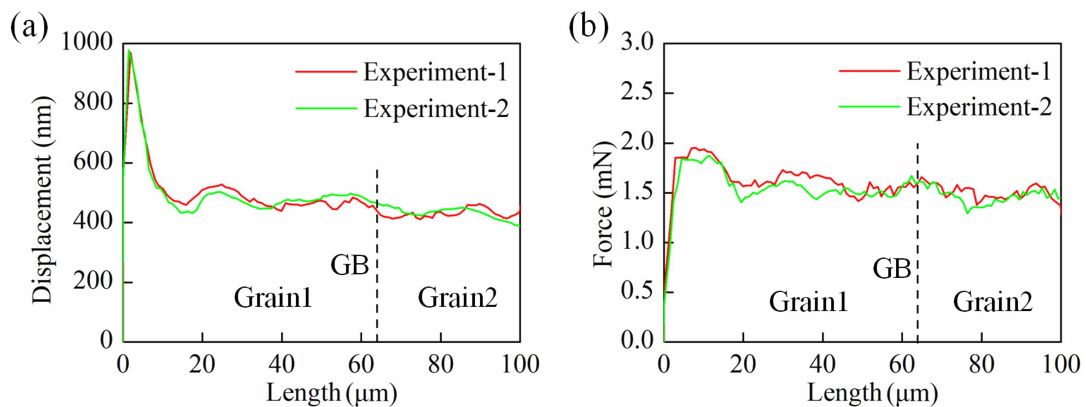 (a)
1000
800
600
400
200
0
Displacement (nm)
Experiment-1
Experiment-2
GB
Grain1
Grain2
0 20 40 60 80 100
Length (μm)
(b)
3.0
2.5
2.0
1.5
1.0
0.5
0.0
Force (mN)
Experiment-1
Experiment-2
GB
Grain1
Grain2
0 20 40 60 80 100
Length (μm)